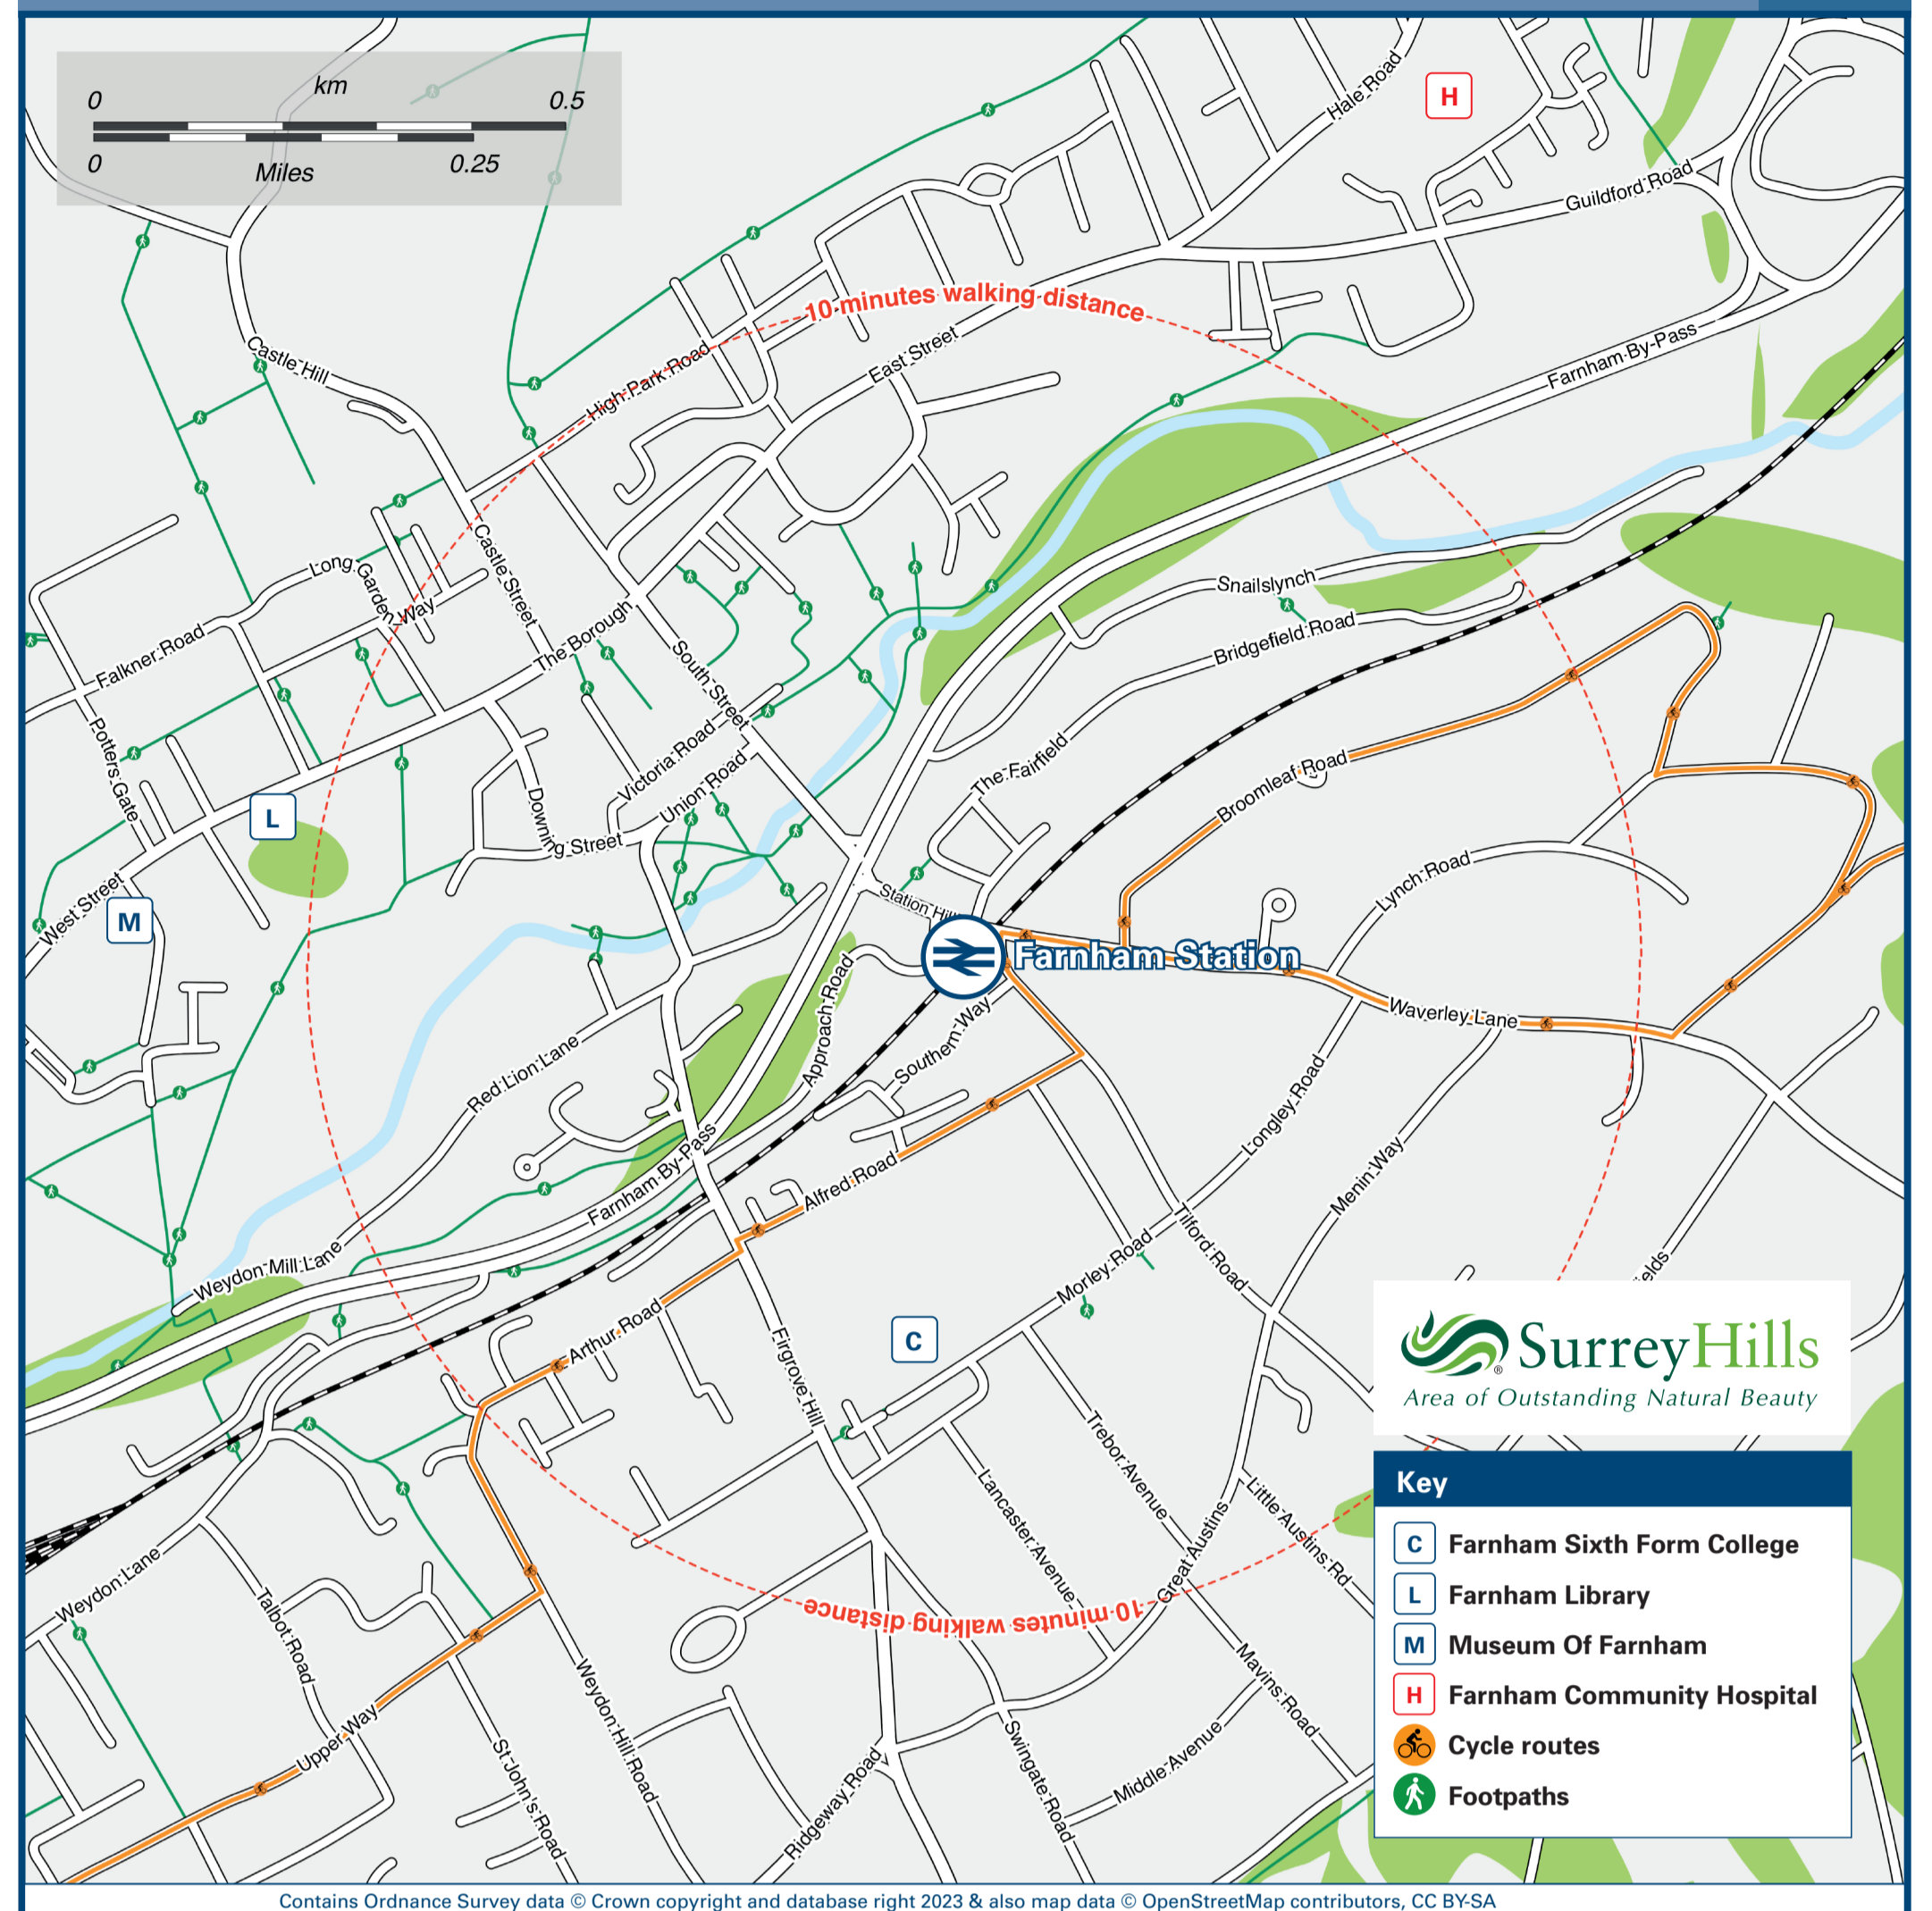 km
0
0.5
0
Miles
0.25
Hale Road
H
Guildford Road
10 minutes walking distance
Castle Hill
High Park Road
East Street
Farnham By-Pass
Castle Street
Long Garden Way
Snailslynch
Falkner Road
The Borough
South Street
Bridgefield Road
Potters Gate
Victoria Road
Union Road
The Fairfield
Broomleaf Road
L
Downing Street
West Street
M
Station Hill
Lynch Road
Farnham Station
Approach Road
Southern Way
Waverley Lane
Red Lion Lane
Longley Road
Menin Way
Farnham By-Pass
Alfred Road
Tilford Road
Weydon Mill Lane
Morley Road
Arthur Road
C
Firgrove Hill
elds
SurreyHills
®
Area of Outstanding Natural Beauty
Trebor Avenue
Lancaster Avenue
Great Austins
Little Austins Rd
Weydon Lane
Talbot Road
10 minutes walking distance
Upper Way
Weydon Hill Road
St John's Road
Ridgeway Road
Swingate Road
Mavins Road
Middle Avenue
Key
C Farnham Sixth Form College
L Farnham Library
M Museum Of Farnham
H Farnham Community Hospital
Cycle routes
Footpaths
Contains Ordnance Survey data © Crown copyright and database right 2023 & also map data © OpenStreetMap contributors, CC BY-SA